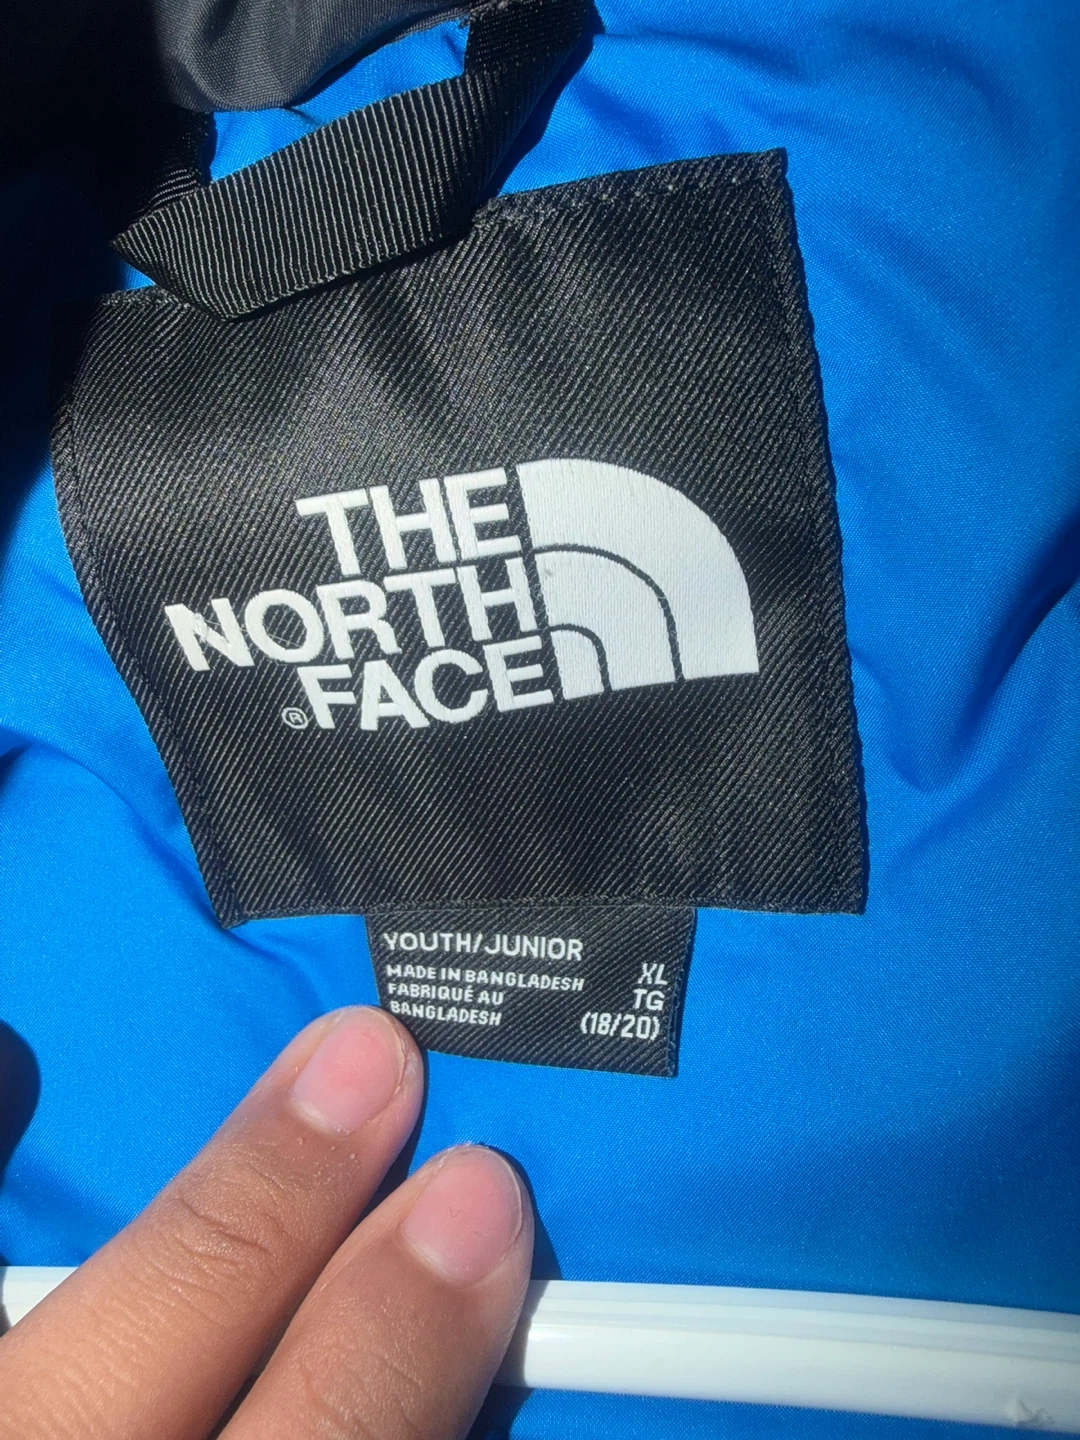 THE
NORTH
FACE
®
YOUTH/JUNIOR
MADE IN BANGLADESH
FABRIQUÉ AU
BANGLADESH
XL
TG
(18/20)